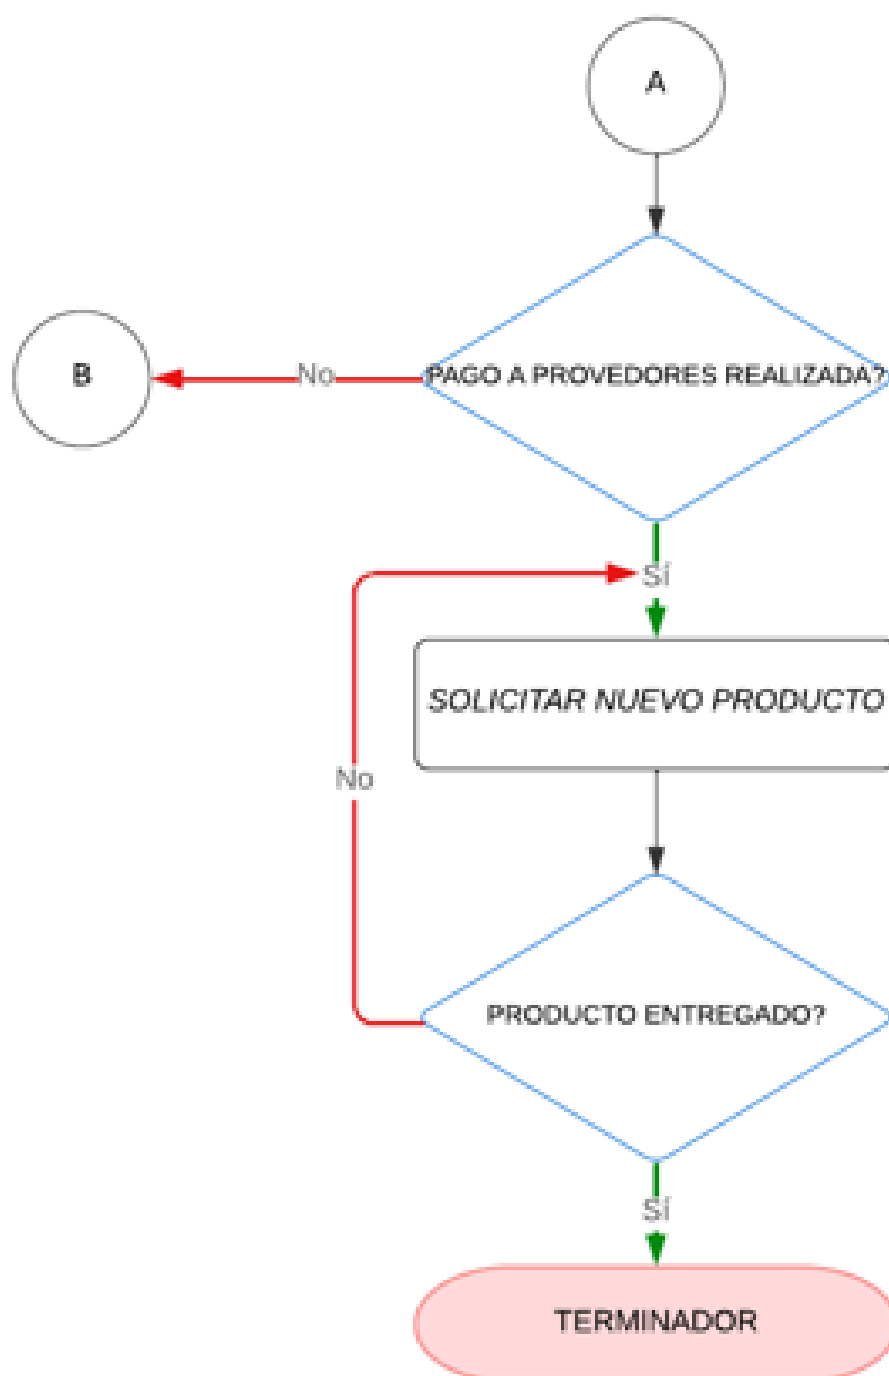 A
PAGO A PROVEDORES REALIZADA?
No
B
Sí
SOLICITAR NUEVO PRODUCTO
No
PRODUCTO ENTREGADO?
Sí
TERMINADOR